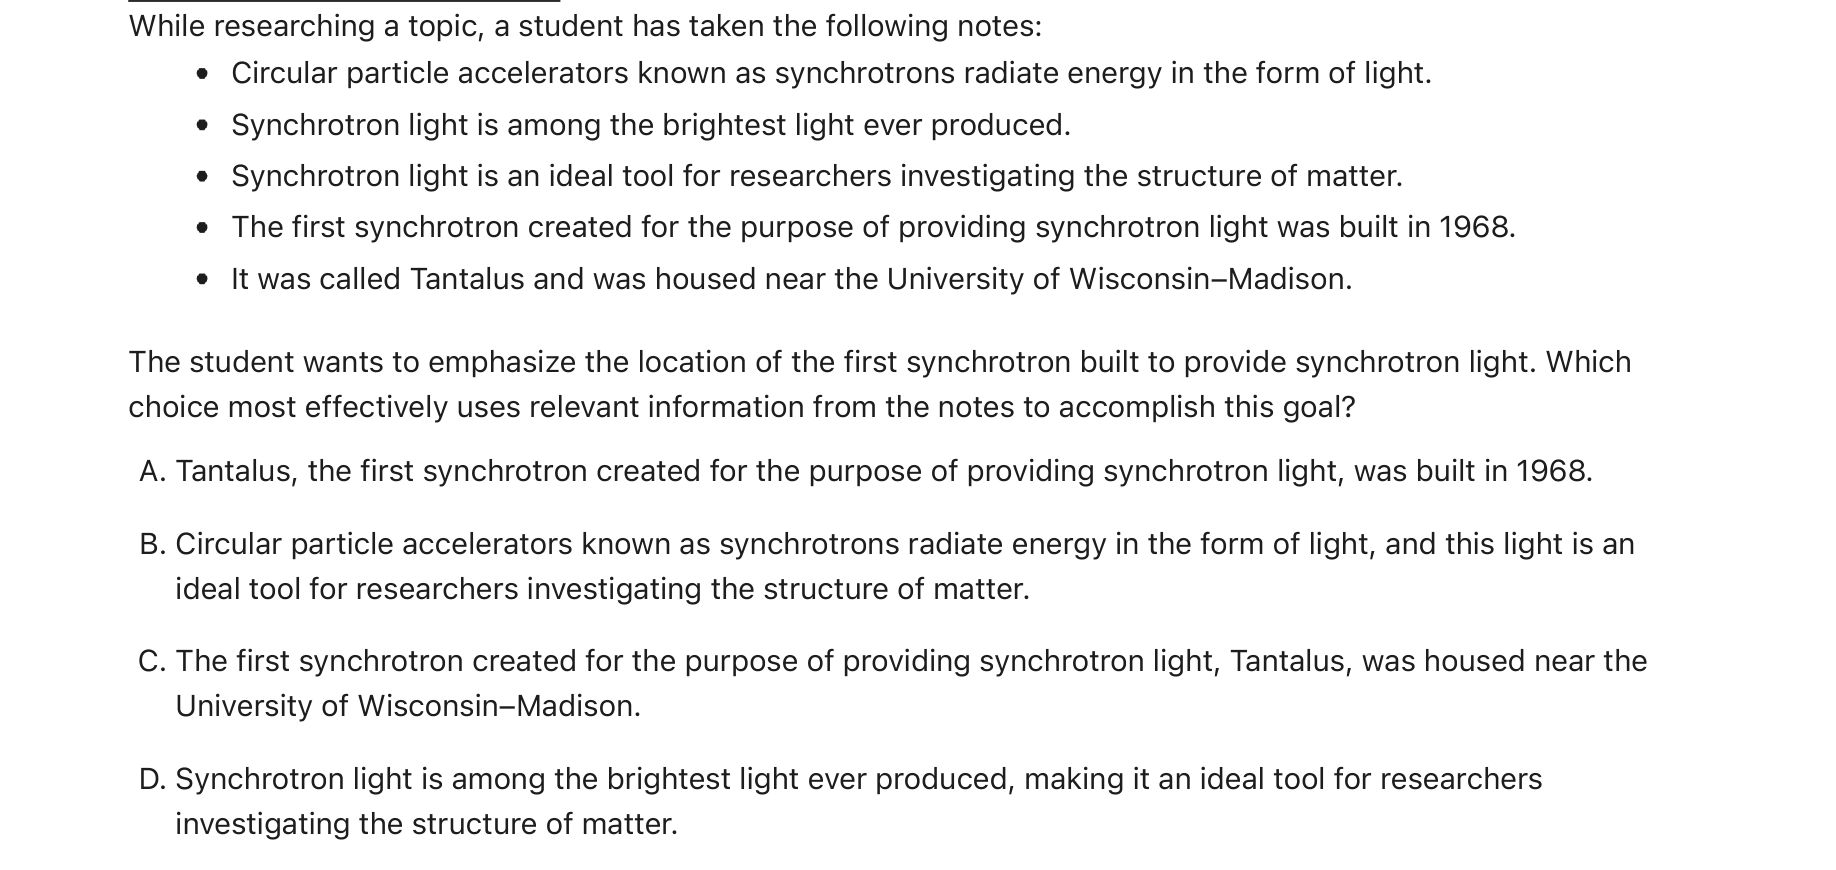 While researching a topic, a student has taken the following notes:
• Circular particle accelerators known as synchrotrons radiate energy in the form of light.
• Synchrotron light is among the brightest light ever produced.
• Synchrotron light is an ideal tool for researchers investigating the structure of matter.
• The first synchrotron created for the purpose of providing synchrotron light was built in 1968.
• It was called Tantalus and was housed near the University of Wisconsin–Madison.
The student wants to emphasize the location of the first synchrotron built to provide synchrotron light. Which
choice most effectively uses relevant information from the notes to accomplish this goal?
A. Tantalus, the first synchrotron created for the purpose of providing synchrotron light, was built in 1968.
B. Circular particle accelerators known as synchrotrons radiate energy in the form of light, and this light is an
ideal tool for researchers investigating the structure of matter.
C. The first synchrotron created for the purpose of providing synchrotron light, Tantalus, was housed near the
University of Wisconsin–Madison.
D. Synchrotron light is among the brightest light ever produced, making it an ideal tool for researchers
investigating the structure of matter.